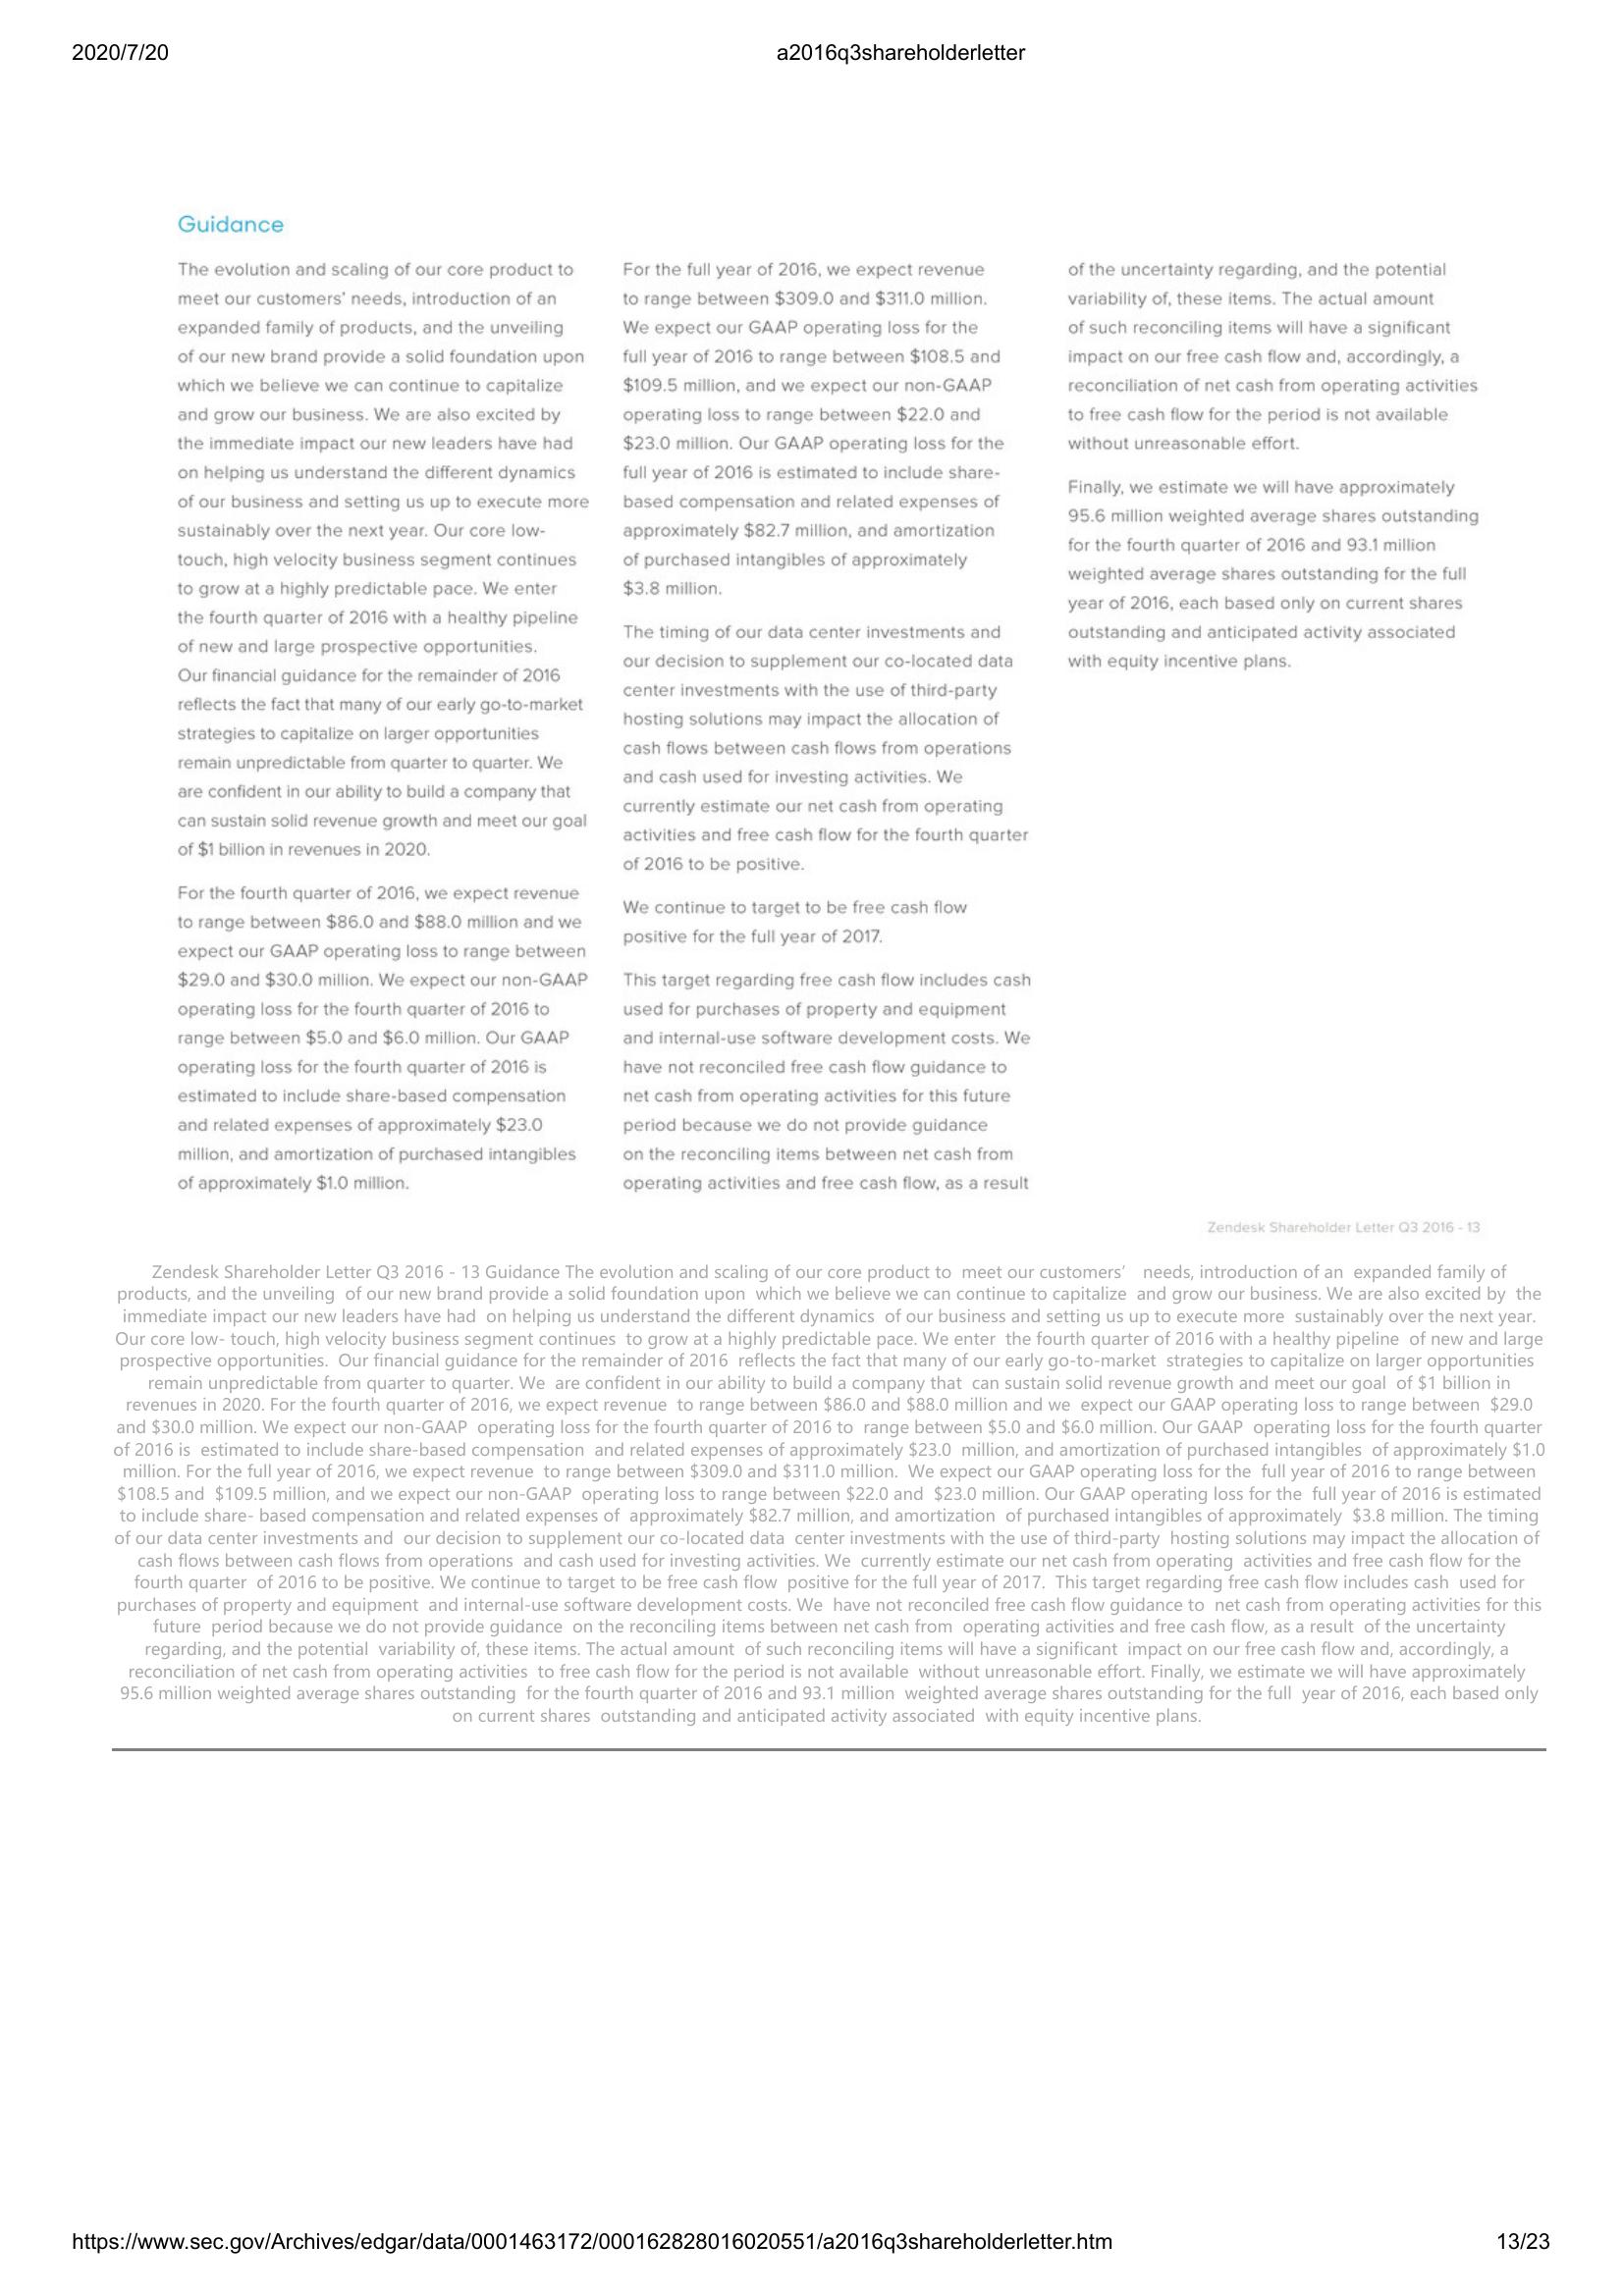 2020/7/20
a2016q3shareholderletter
Guidance
The evolution and scaling of our core product to
meet our customers’ needs, introduction of an
expanded family of products, and the unveiling
of our new brand provide a solid foundation upon
which we believe we can continue to capitalize
and grow our business. We are also excited by
the immediate impact our new leaders have had
on helping us understand the different dynamics
of our business and setting us up to execute more
sustainably over the next year. Our core low-
touch, high velocity business segment continues
to grow at a highly predictable pace. We enter
the fourth quarter of 2016 with a healthy pipeline
of new and large prospective opportunities.
Our financial guidance for the remainder of 2016
reflects the fact that many of our early go-to-market
strategies to capitalize on larger opportunities
remain unpredictable from quarter to quarter. We
are confident in our ability to build a company that
can sustain solid revenue growth and meet our goal
of $1 billion in revenues in 2020.
For the fourth quarter of 2016, we expect revenue
to range between $86.0 and $88.0 million and we
expect our GAAP operating loss to range between
$29.0 and $30.0 million. We expect our non-GAAP
operating loss for the fourth quarter of 2016 to
range between $5.0 and $6.0 million. Our GAAP
operating loss for the fourth quarter of 2016 is
estimated to include share-based compensation
and related expenses of approximately $23.0
million, and amortization of purchased intangibles
of approximately $1.0 million.
For the full year of 2016, we expect revenue
to range between $309.0 and $311.0 million.
We expect our GAAP operating loss for the
full year of 2016 to range between $108.5 and
$109.5 million, and we expect our non-GAAP
operating loss to range between $22.0 and
$23.0 million. Our GAAP operating loss for the
full year of 2016 is estimated to include share-
based compensation and related expenses of
approximately $82.7 million, and amortization
of purchased intangibles of approximately
$3.8 million.
The timing of our data center investments and
our decision to supplement our co-located data
center investments with the use of third-party
hosting solutions may impact the allocation of
cash flows between cash flows from operations
and cash used for investing activities. We
currently estimate our net cash from operating
activities and free cash flow for the fourth quarter
of 2016 to be positive.
We continue to target to be free cash flow
positive for the full year of 2017.
This target regarding free cash flow includes cash
used for purchases of property and equipment
and internal-use software development costs. We
have not reconciled free cash flow guidance to
net cash from operating activities for this future
period because we do not provide guidance
on the reconciling items between net cash from
operating activities and free cash flow, as a result
of the uncertainty regarding, and the potential
variability of, these items. The actual amount
of such reconciling items will have a significant
impact on our free cash flow and, accordingly, a
reconciliation of net cash from operating activities
to free cash flow for the period is not available
without unreasonable effort.
Finally, we estimate we will have approximately
95.6 million weighted average shares outstanding
for the fourth quarter of 2016 and 93.1 million
weighted average shares outstanding for the full
year of 2016, each based only on current shares
outstanding and anticipated activity associated
with equity incentive plans.
Zendesk Shareholder Letter Q3 2016 - 13
Zendesk Shareholder Letter Q3 2016 - 13 Guidance The evolution and scaling of our core product to meet our customers’ needs, introduction of an expanded family of
products, and the unveiling of our new brand provide a solid foundation upon which we believe we can continue to capitalize and grow our business. We are also excited by the
immediate impact our new leaders have had on helping us understand the different dynamics of our business and setting us up to execute more sustainably over the next year.
Our core low- touch, high velocity business segment continues to grow at a highly predictable pace. We enter the fourth quarter of 2016 with a healthy pipeline of new and large
prospective opportunities. Our financial guidance for the remainder of 2016 reflects the fact that many of our early go-to-market strategies to capitalize on larger opportunities
remain unpredictable from quarter to quarter. We are confident in our ability to build a company that can sustain solid revenue growth and meet our goal of $1 billion in
revenues in 2020. For the fourth quarter of 2016, we expect revenue to range between $86.0 and $88.0 million and we expect our GAAP operating loss to range between $29.0
and $30.0 million. We expect our non-GAAP operating loss for the fourth quarter of 2016 to range between $5.0 and $6.0 million. Our GAAP operating loss for the fourth quarter
of 2016 is estimated to include share-based compensation and related expenses of approximately $23.0 million, and amortization of purchased intangibles of approximately $1.0
million. For the full year of 2016, we expect revenue to range between $309.0 and $311.0 million. We expect our GAAP operating loss for the full year of 2016 to range between
$108.5 and $109.5 million, and we expect our non-GAAP operating loss to range between $22.0 and $23.0 million. Our GAAP operating loss for the full year of 2016 is estimated
to include share- based compensation and related expenses of approximately $82.7 million, and amortization of purchased intangibles of approximately $3.8 million. The timing
of our data center investments and our decision to supplement our co-located data center investments with the use of third-party hosting solutions may impact the allocation of
cash flows between cash flows from operations and cash used for investing activities. We currently estimate our net cash from operating activities and free cash flow for the
fourth quarter of 2016 to be positive. We continue to target to be free cash flow positive for the full year of 2017. This target regarding free cash flow includes cash used for
purchases of property and equipment and internal-use software development costs. We have not reconciled free cash flow guidance to net cash from operating activities for this
future period because we do not provide guidance on the reconciling items between net cash from operating activities and free cash flow, as a result of the uncertainty
regarding, and the potential variability of, these items. The actual amount of such reconciling items will have a significant impact on our free cash flow and, accordingly, a
reconciliation of net cash from operating activities to free cash flow for the period is not available without unreasonable effort. Finally, we estimate we will have approximately
95.6 million weighted average shares outstanding for the fourth quarter of 2016 and 93.1 million weighted average shares outstanding for the full year of 2016, each based only
on current shares outstanding and anticipated activity associated with equity incentive plans.
https://www.sec.gov/Archives/edgar/data/0001463172/000162828016020551/a2016q3shareholderletter.htm
13/23